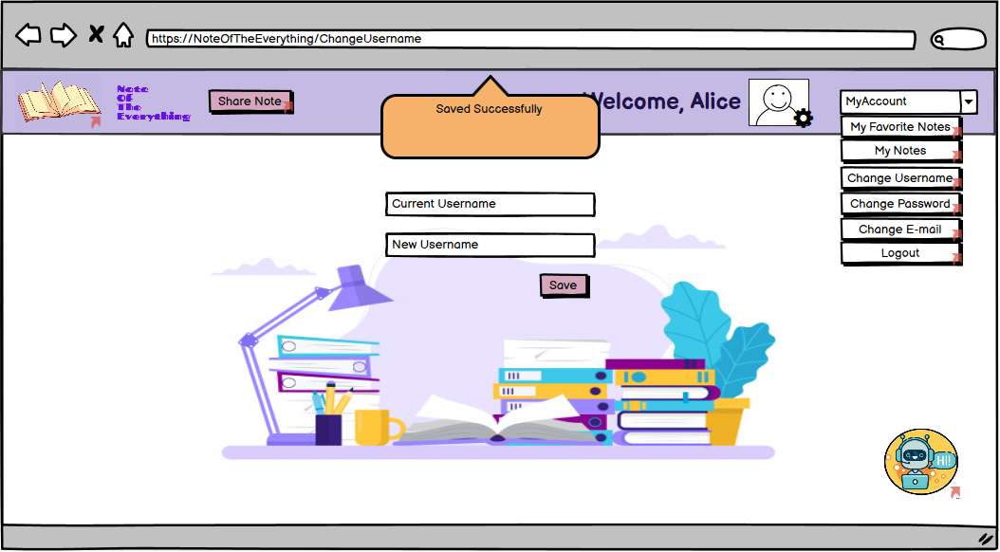 https://NoteOfTheEverything/ChangeUsername
Note
Of
The
Everything
Share Note
Saved Successfully
Welcome, Alice
MyAccount
My Favorite Notes
My Notes
Change Username
Change Password
Change E-mail
Logout
Current Username
New Username
Save
HI!